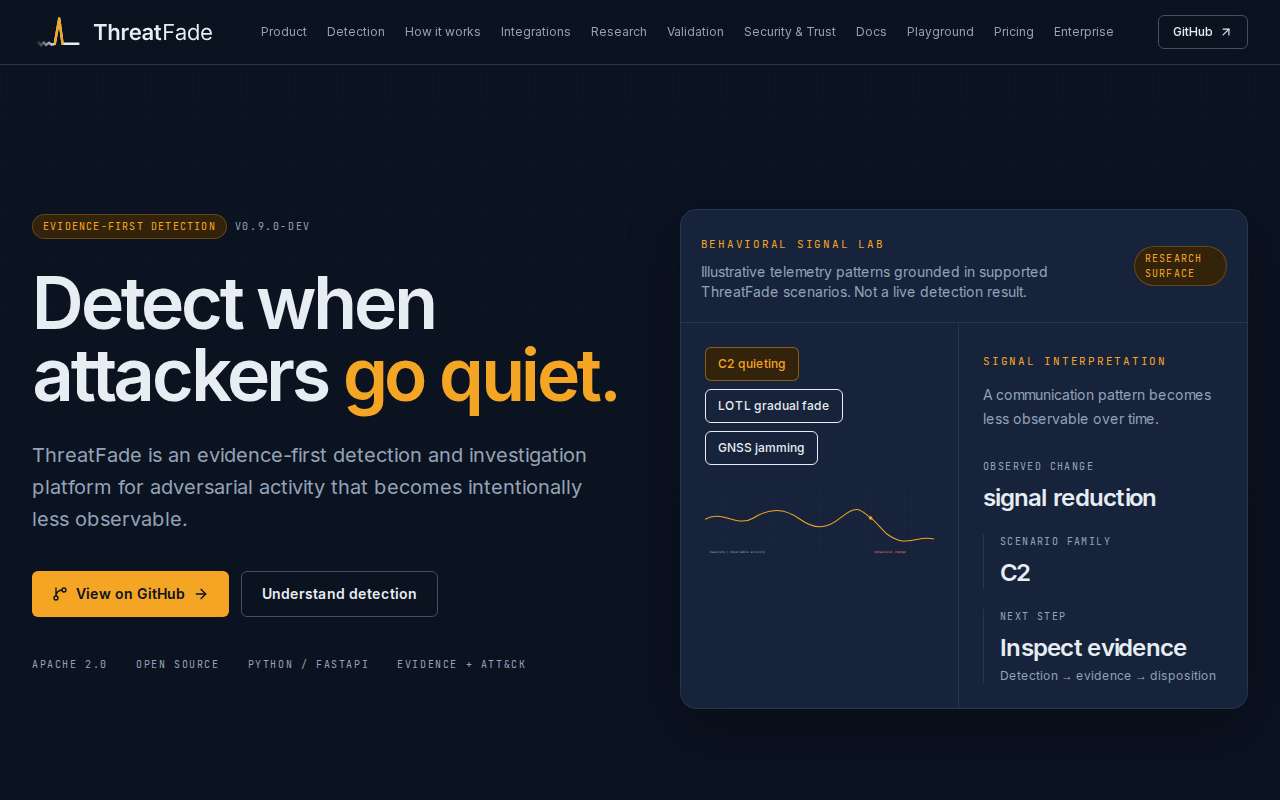 ThreatFade
Product
Detection
How it works
Integrations
Research
Validation
Security & Trust
Docs
Playground
Pricing
Enterprise
GitHub
EVIDENCE-FIRST DETECTION
V0.9.0-DEV
Detect when
attackers go quiet.
ThreatFade is an evidence-first detection and investigation
platform for adversarial activity that becomes intentionally
less observable.
View on GitHub →
Understand detection
APACHE 2.0
OPEN SOURCE
PYTHON / FASTAPI
EVIDENCE + ATT&CK
BEHAVIORAL SIGNAL LAB
Illustrative telemetry patterns grounded in supported
ThreatFade scenarios. Not a live detection result.
RESEARCH
SURFACE
C2 quieting
LOTL gradual fade
GNSS jamming
SIGNAL INTERPRETATION
A communication pattern becomes
less observable over time.
OBSERVED CHANGE
signal reduction
SCENARIO FAMILY
C2
NEXT STEP
Inspect evidence
Detection → evidence → disposition